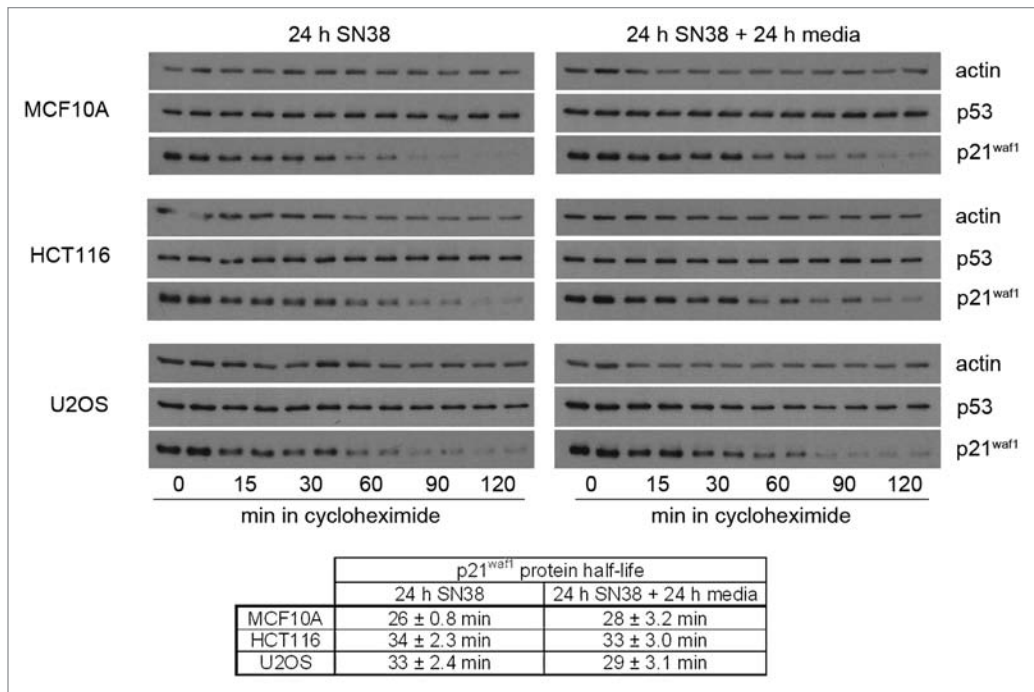 24 h SN38 24 h SN38 + 24 h media
actin
MCF10A p53
p21waf1
actin
HCT116 p53
p21waf1
actin
U2OS p53
p21waf1
0 15 30 60 90 120 0 15 30 60 90 120
min in cycloheximide min in cycloheximide
p21waf1 protein half-life
24 h SN38 24 h SN38 + 24 h media
MCF10A 26 ± 0.8 min 28 ± 3.2 min
HCT116 34 ± 2.3 min 33 ± 3.0 min
U2OS 33 ± 2.4 min 29 ± 3.1 min